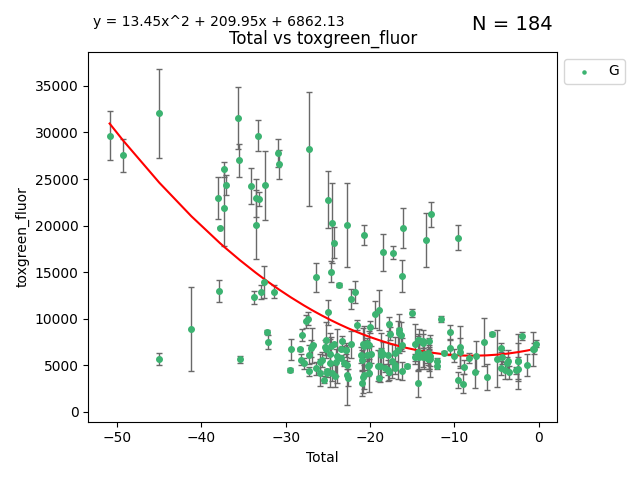 y = 13.45x^2 + 209.95x + 6862.13
N = 184
Total vs toxgreen_fluor
G
toxgreen_fluor
35000
30000
25000
20000
15000
10000
5000
0
−50
−40
−30
−20
−10
0
Total